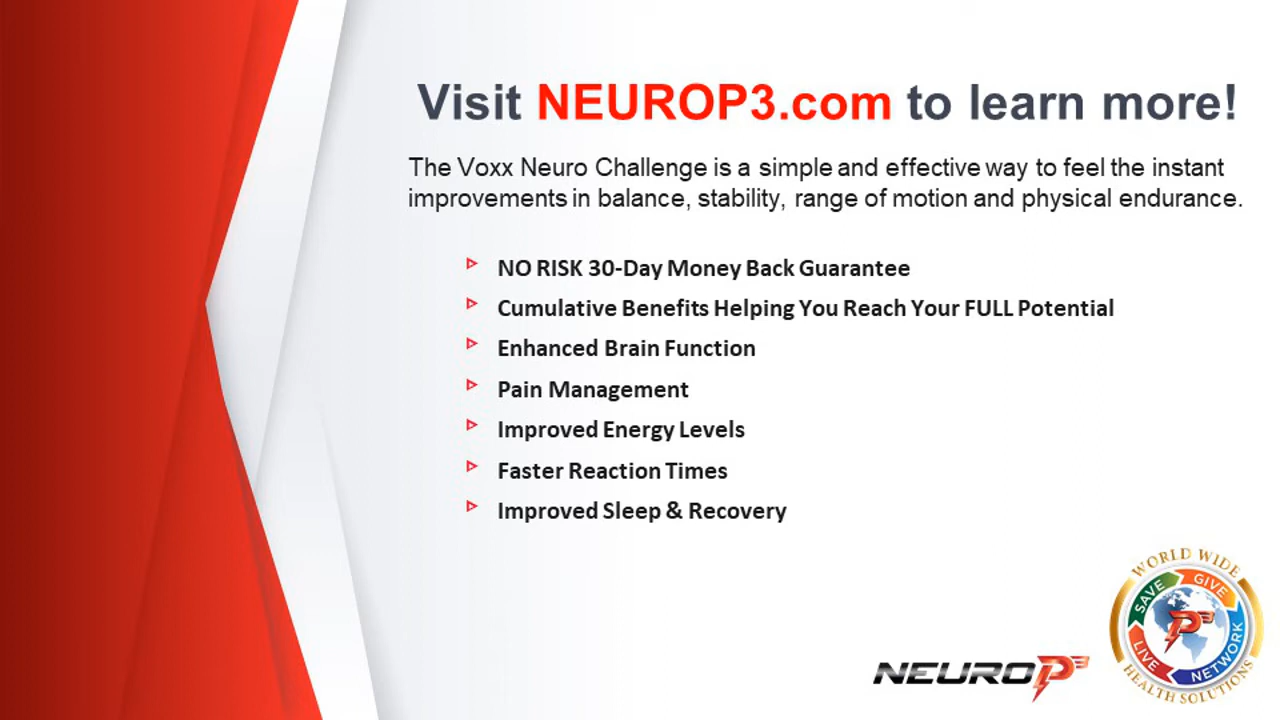 Visit NEUROP3.com to learn more!
The Voxx Neuro Challenge is a simple and effective way to feel the instant
improvements in balance, stability, range of motion and physical endurance.
NO RISK 30-Day Money Back Guarantee
Cumulative Benefits Helping You Reach Your FULL Potential
Enhanced Brain Function
Pain Management
Improved Energy Levels
Faster Reaction Times
Improved Sleep & Recovery
NEUROP3
WORLD WIDE
SAVE
GIVE
P3
LIVE
NETWORK
HEALTH SOLUTIONS